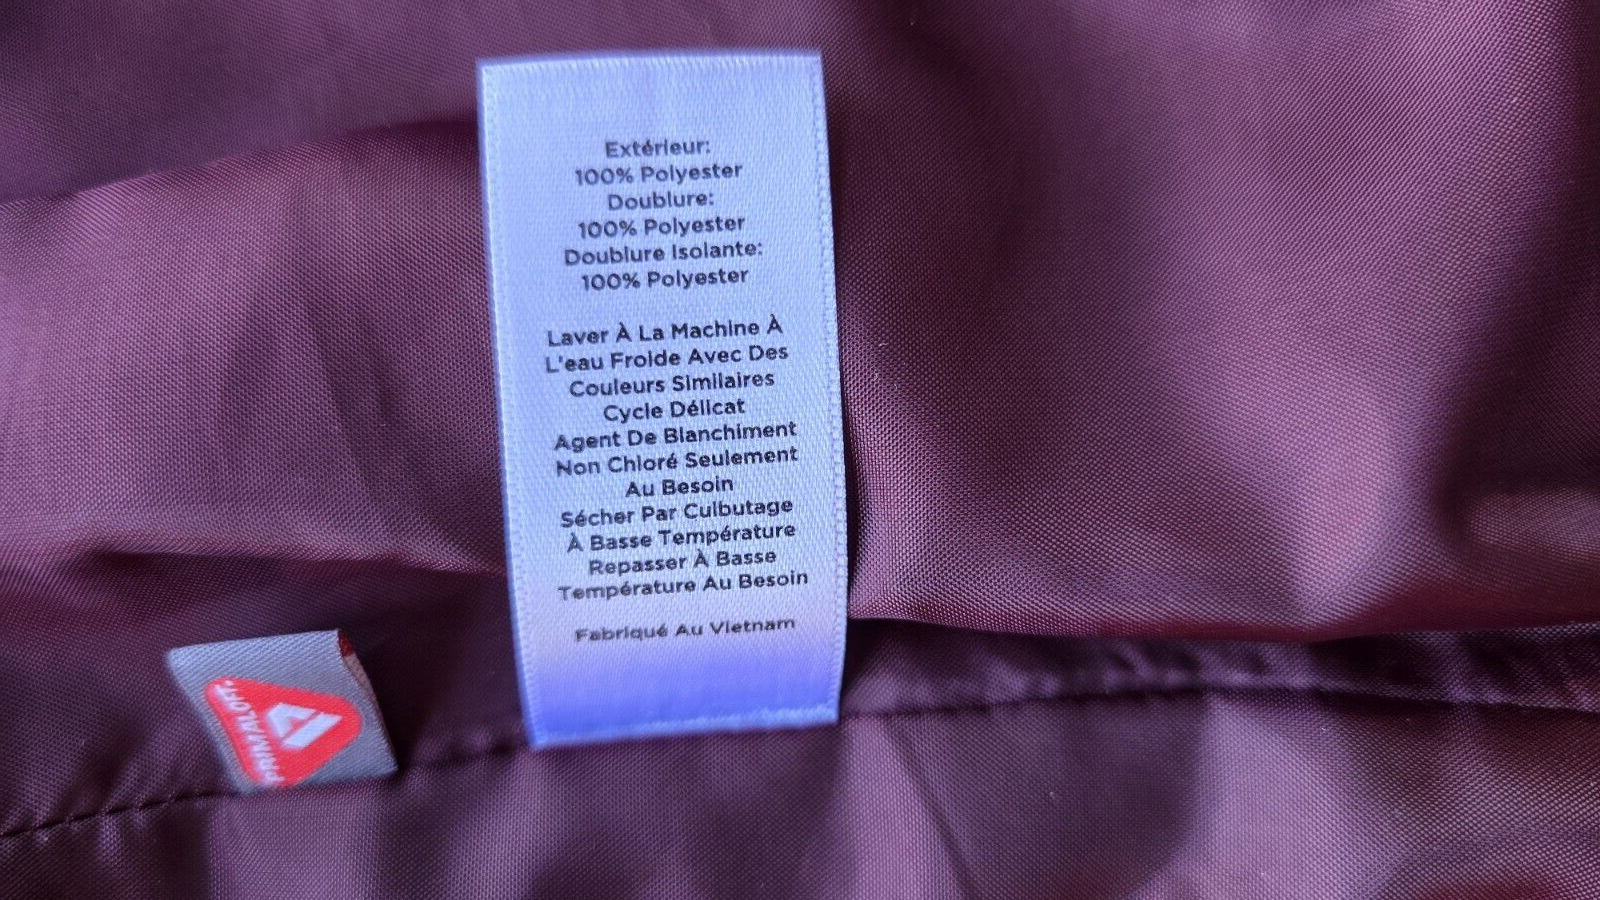 Extérieur:
100% Polyester
Doublure:
100% Polyester
Doublure Isolante:
100% Polyester
Laver À La Machine À
L'eau Froide Avec Des
Couleurs Similaires
Cycle Délicat
Agent De Blanchiment
Non Chloré Seulement
Au Besoin
Sécher Par Culbutage
À Basse Température
Repasser À Basse
Température Au Besoin
Fabriqué Au Vietnam
PRIMALOFT.